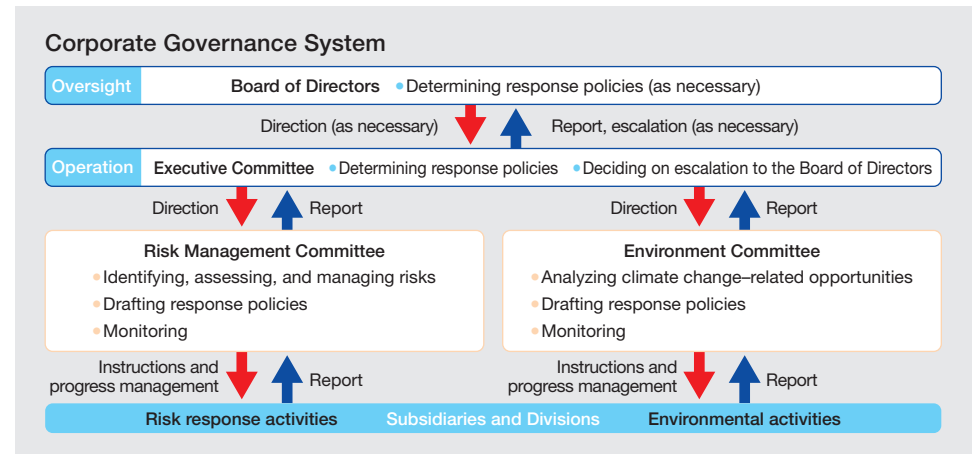 Corporate Governance System
Oversight Board of Directors •Determining response policies (as necessary)
Direction (as necessary) Report, escalation (as necessary)
Operation Executive Committee •Determining response policies •Deciding on escalation to the Board of Directors
Direction Report Direction Report
Risk Management Committee
•Identifying, assessing, and managing risks
•Drafting response policies
•Monitoring
Environment Committee
•Analyzing climate change–related opportunities
•Drafting response policies
•Monitoring
Instructions and
progress management
Report
Instructions and
progress management
Report
Risk response activities Subsidiaries and Divisions Environmental activities